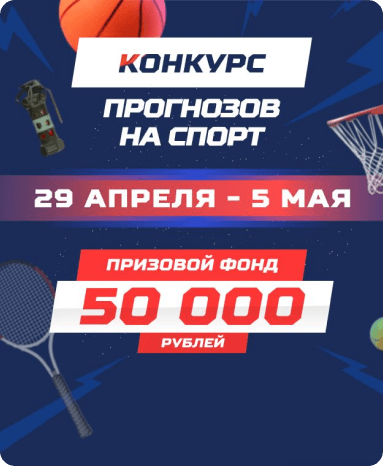 КОНКУРС
ПРОГНОЗОВ
НА СПОРТ
29 АПРЕЛЯ - 5 МАЯ
ПРИЗОВОЙ ФОНД
50 000
РУБЛЕЙ